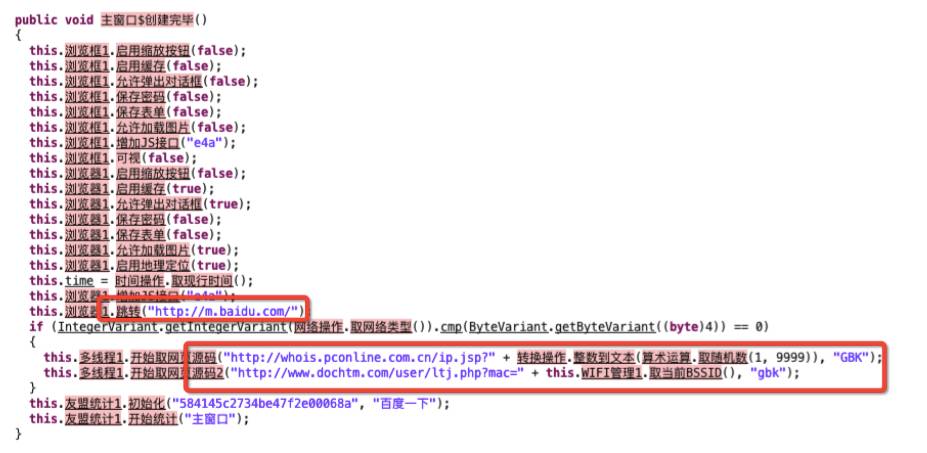 public void 主窗口$创建完毕()
{
this.浏览框1.启用缩放按钮(false);
this.浏览框1.启用缓存(false);
this.浏览框1.允许弹出对话框(false);
this.浏览框1.保存密码(false);
this.浏览框1.保存表单(false);
this.浏览框1.允许加载图片(false);
this.浏览框1.增加JS接口("e4a");
this.浏览框1.可视(false);
this.浏览器1.启用缩放按钮(false);
this.浏览器1.启用缓存(true);
this.浏览器1.允许弹出对话框(true);
this.浏览器1.保存密码(false);
this.浏览器1.保存表单(false);
this.浏览器1.允许加载图片(true);
this.浏览器1.启用地理定位(true);
this.time = 时间操作.取现行时间();
this.浏览器1.增加JS接口("e4a");
this.浏览器1.跳转("http://m.baidu.com/")
if (IntegerVariant.getIntegerVariant(网络操作.取网络类型()).cmp(ByteVariant.getByteVariant((byte)4)) == 0)
{
this.多线程1.开始取网页源码("http://whois.pconline.com.cn/ip.jsp?" + 转换操作.整数到文本(算术运算.取随机数(1, 9999)), "GBK");
this.多线程1.开始取网页源码2("http://www.dochtm.com/user/ltj.php?mac=" + this.WIFI管理1.取当前BSSID(), "gbk");
}
this.友盟统计1.初始化("584145c2734be47f2e00068a", "百度一下");
this.友盟统计1.开始统计("主窗口");
}